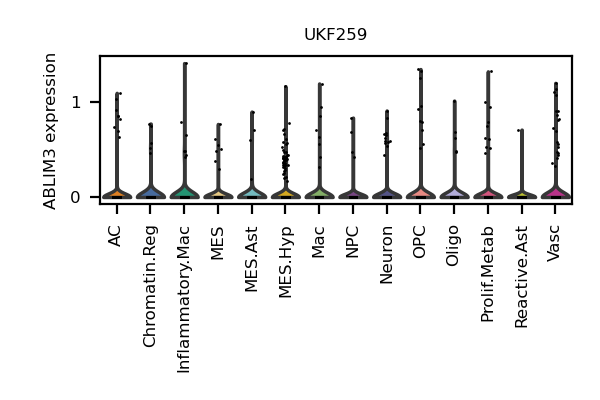 UKF259
ABLIM3 expression
1
0
AC
Chromatin.Reg
Inflammatory.Mac
MES
MES.Ast
MES.Hyp
Mac
NPC
Neuron
OPC
Oligo
Prolif.Metab
Reactive.Ast
Vasc